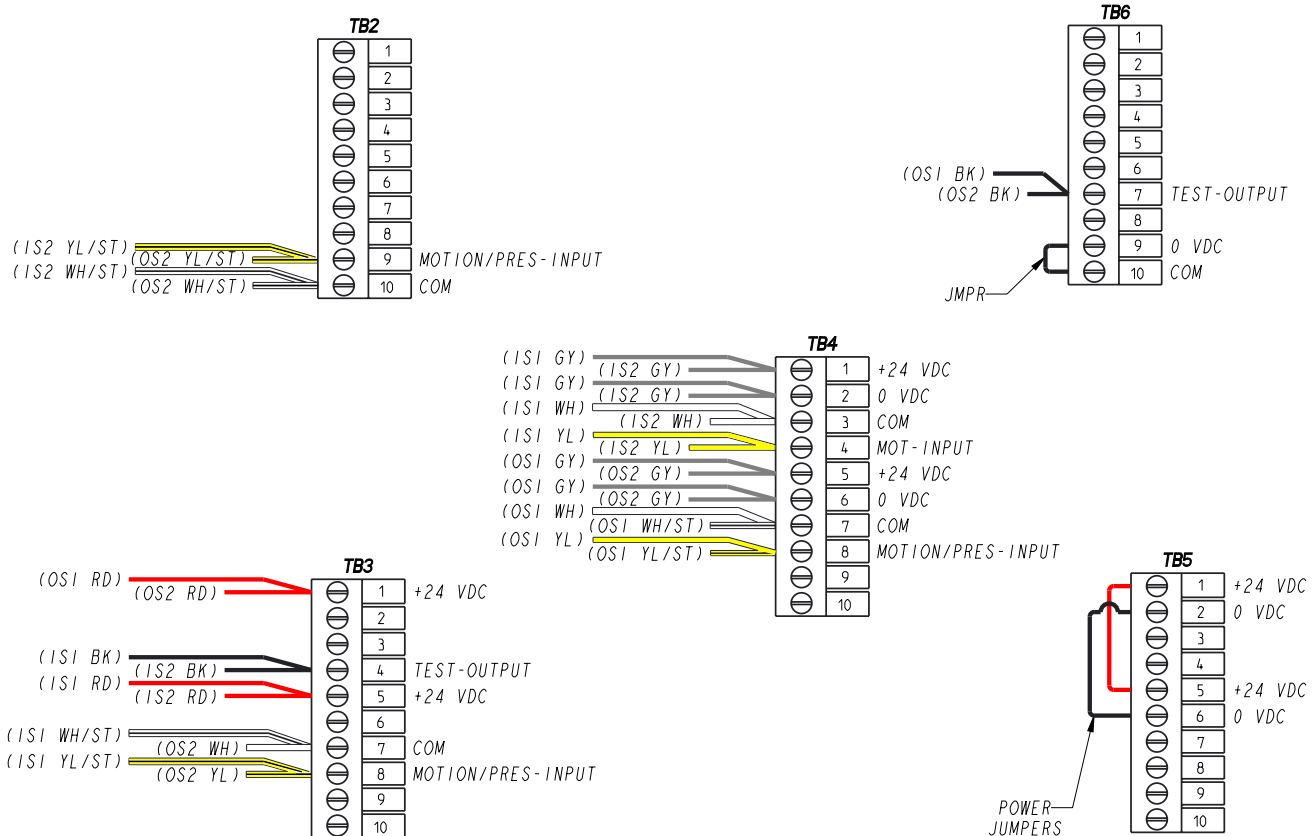 TB2
1
2
3
4
5
6
7
8
(IS2 YL/ST)
(OS2 YL/ST)
9 MOTION/PRES-INPUT
(IS2 WH/ST)
(OS2 WH/ST)
10 COM
TB6
1
2
3
4
5
6
(OS1 BK)
(OS2 BK)
7 TEST-OUTPUT
8
9 0 VDC
10 COM
JMPR
TB4
(IS1 GY)
(IS2 GY)
1 +24 VDC
(IS1 GY)
(IS2 GY)
2 0 VDC
(IS1 WH)
(IS2 WH)
3 COM
(IS1 YL)
(IS2 YL)
4 MOT-INPUT
(OS1 GY)
(OS2 GY)
5 +24 VDC
(OS1 GY)
(OS2 GY)
6 0 VDC
(OS1 WH)
(OS1 WH/ST)
7 COM
(OS1 YL)
(OS1 YL/ST)
8 MOTION/PRES-INPUT
9
10
TB3
(OS1 RD)
(OS2 RD)
1 +24 VDC
2
3
(IS1 BK)
(IS2 BK)
4 TEST-OUTPUT
(IS1 RD)
(IS2 RD)
5 +24 VDC
6
(IS1 WH/ST)
(OS2 WH)
7 COM
(IS1 YL/ST)
(OS2 YL)
8 MOTION/PRES-INPUT
9
10
TB5
1 +24 VDC
2 0 VDC
3
4
5 +24 VDC
6 0 VDC
7
8
9
10
POWER
JUMPERS